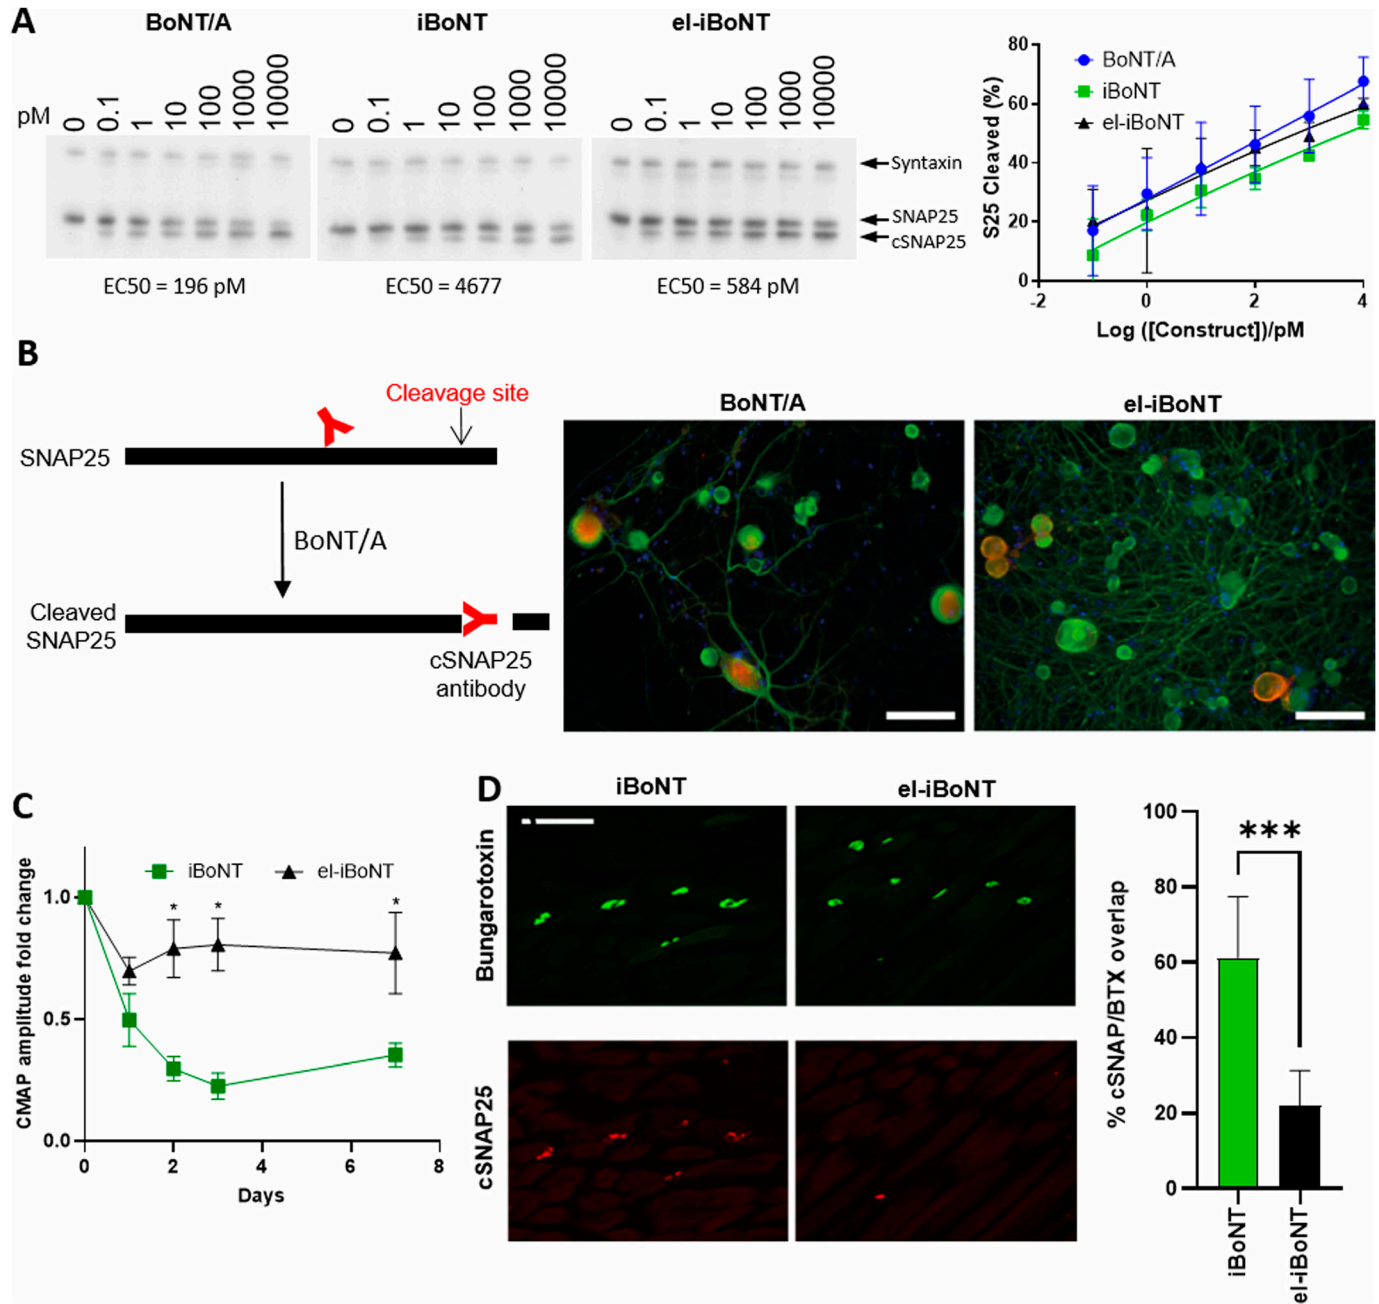 A
BoNT/A
iBoNT
el-iBoNT
pM
0
0.1
1
10
100
1000
10000
0
0.1
1
10
100
1000
10000
0
0.1
1
10
100
1000
10000
Syntaxin
SNAP25
cSNAP25
EC50 = 196 pM
EC50 = 4677
EC50 = 584 pM
S25 Cleaved (%)
80
60
40
20
0
-2
0
2
4
Log ([Construct])/pM
BoNT/A
iBoNT
el-iBoNT
B
Cleavage site
SNAP25
BoNT/A
Cleaved
SNAP25
cSNAP25
antibody
BoNT/A
el-iBoNT
C
CMAP amplitude fold change
iBoNT
el-iBoNT
1.0
0.5
0.0
*
*
*
0
2
4
6
8
Days
D
iBoNT
el-iBoNT
Bungarotoxin
cSNAP25
% cSNAP/BTX overlap
100
80
60
40
20
0
***
iBoNT
el-iBoNT